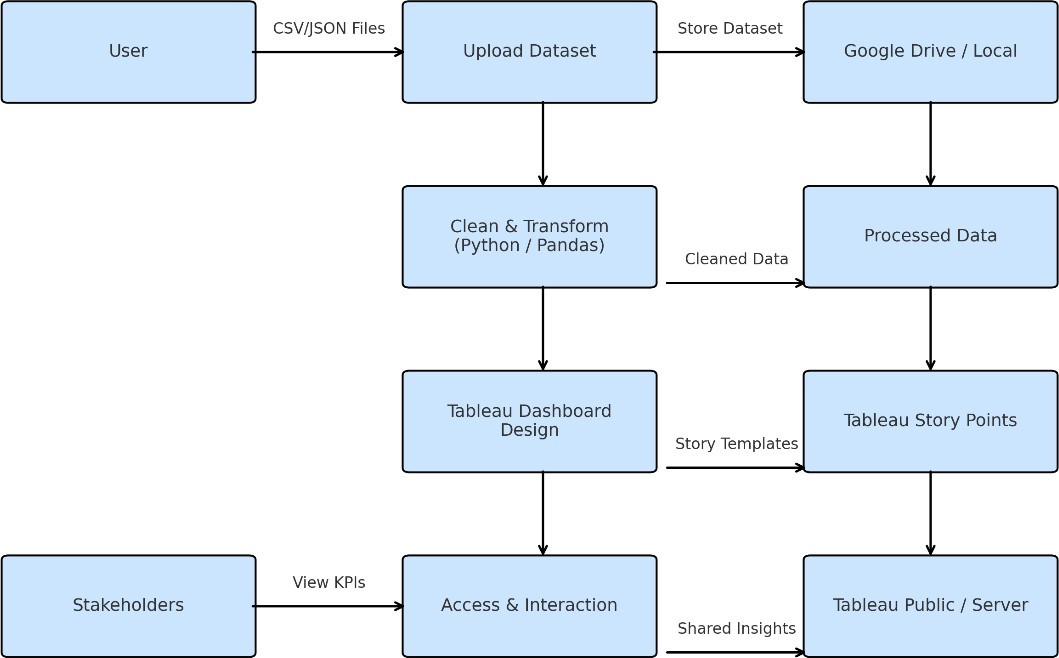 User
CSV/JSON Files
Upload Dataset
Store Dataset
Google Drive / Local
Clean & Transform
(Python / Pandas)
Cleaned Data
Processed Data
Tableau Dashboard
Design
Story Templates
Tableau Story Points
Stakeholders
View KPIs
Access & Interaction
Shared Insights
Tableau Public / Server